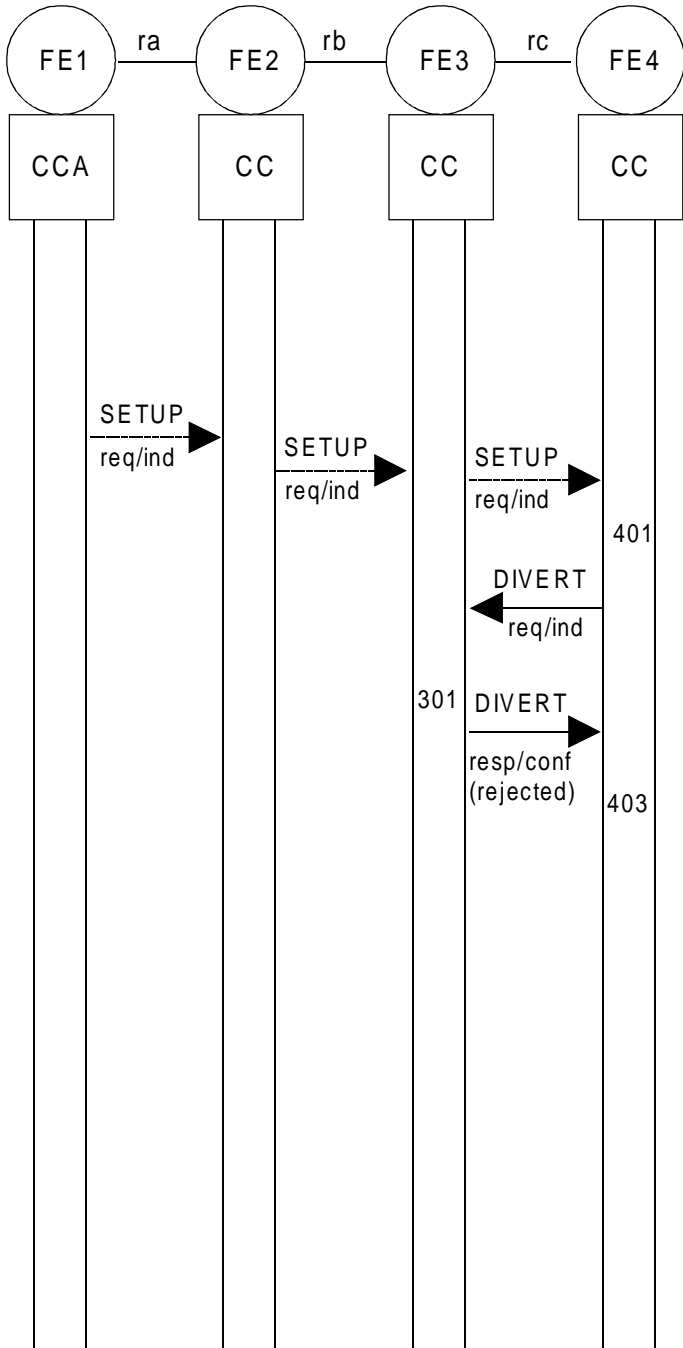 ra rb rc
FE1 FE2 FE3 FE4
CCA CC CC CC
SETUP
req/ind
SETUP
req/ind
SETUP
req/ind
401
DIVERT
req/ind
301
DIVERT
resp/conf
(rejected)
403